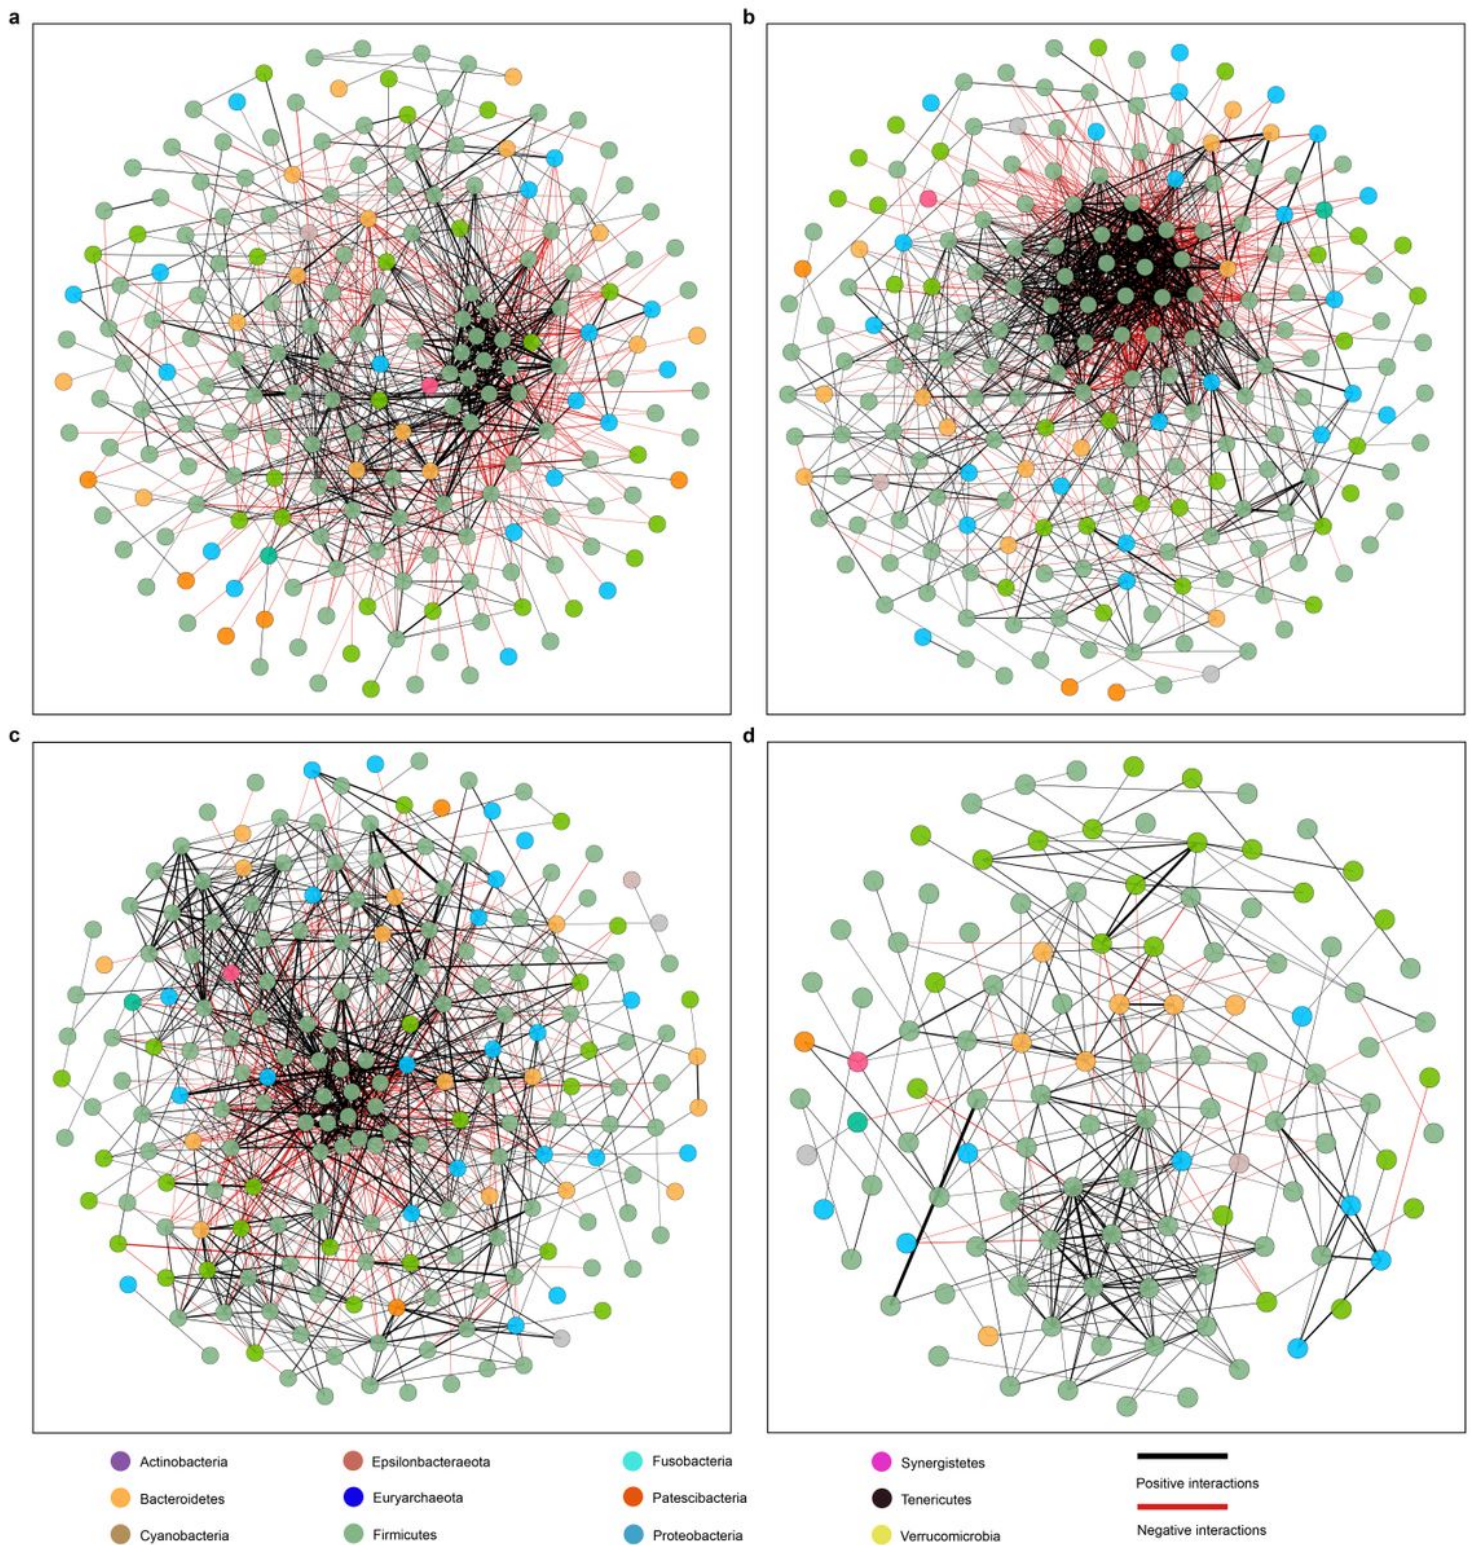 a
b
c
d
Actinobacteria
Epsilonbacteraeota
Fusobacteria
Synergistetes
Positive interactions
Bacteroidetes
Euryarchaeota
Patescibacteria
Tenericutes
Negative interactions
Cyanobacteria
Firmicutes
Proteobacteria
Verrucomicrobia